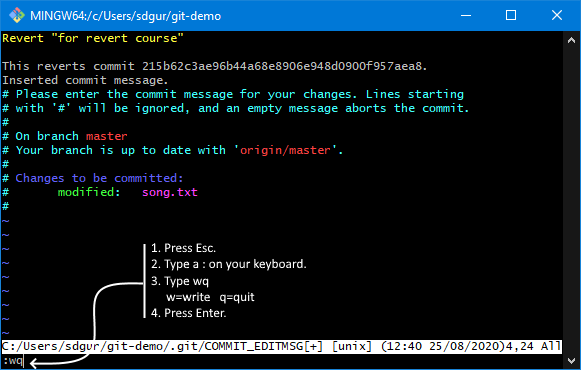 MINGW64:/c/Users/sdgur/git-demo
Revert "for revert course"
This reverts commit 215b62c3ae96b44a68e8906e948d0900f957aea8.
Inserted commit message.
# Please enter the commit message for your changes. Lines starting
# with '#' will be ignored, and an empty message aborts the commit.
#
# On branch master
# Your branch is up to date with 'origin/master'.
#
# Changes to be committed:
#       modified:   song.txt
#
~
~
~
~
~
~
~
~
~
1. Press Esc.
2. Type a : on your keyboard.
3. Type wq
w=write   q=quit
4. Press Enter.
C:/Users/sdgur/git-demo/.git/COMMIT_EDITMSG[+] [unix] (12:40 25/08/2020)4,24 All
:wq